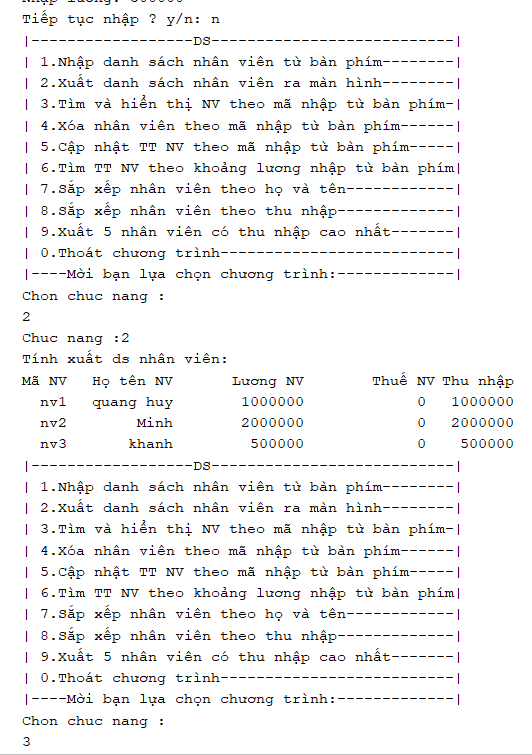 Tiếp tục nhập ? y/n: n
|------------------DS---------------------------|
| 1.Nhập danh sách nhân viên từ bàn phím--------|
| 2.Xuất danh sách nhân viên ra màn hình--------|
| 3.Tìm và hiển thị NV theo mã nhập từ bàn phím-|
| 4.Xóa nhân viên theo mã nhập từ bàn phím------|
| 5.Cập nhật TT NV theo mã nhập từ bàn phím-----|
| 6.Tìm TT NV theo khoảng lương nhập từ bàn phím|
| 7.Sắp xếp nhân viên theo họ và tên------------|
| 8.Sắp xếp nhân viên theo thu nhập-------------|
| 9.Xuất 5 nhân viên có thu nhập cao nhất-------|
| 0.Thoát chương trình--------------------------|
|----Mời bạn lựa chọn chương trình:-------------|
Chon chuc nang :
2
Chuc nang :2
Tính xuất ds nhân viên:
Mã NV Họ tên NV Lương NV Thuế NV Thu nhập
nv1 quang huy 1000000 0 1000000
nv2 Minh 2000000 0 2000000
nv3 khanh 500000 0 500000
|------------------DS---------------------------|
| 1.Nhập danh sách nhân viên từ bàn phím--------|
| 2.Xuất danh sách nhân viên ra màn hình--------|
| 3.Tìm và hiển thị NV theo mã nhập từ bàn phím-|
| 4.Xóa nhân viên theo mã nhập từ bàn phím------|
| 5.Cập nhật TT NV theo mã nhập từ bàn phím-----|
| 6.Tìm TT NV theo khoảng lương nhập từ bàn phím|
| 7.Sắp xếp nhân viên theo họ và tên------------|
| 8.Sắp xếp nhân viên theo thu nhập-------------|
| 9.Xuất 5 nhân viên có thu nhập cao nhất-------|
| 0.Thoát chương trình--------------------------|
|----Mời bạn lựa chọn chương trình:-------------|
Chon chuc nang :
3